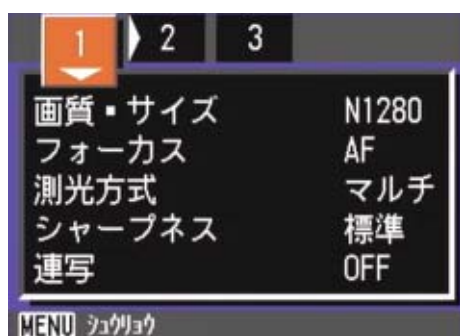 1 2 3
画質・サイズ N1280
フォーカス AF
測光方式 マルチ
シャープネス 標準
連写 OFF
MENU シュウリョウ